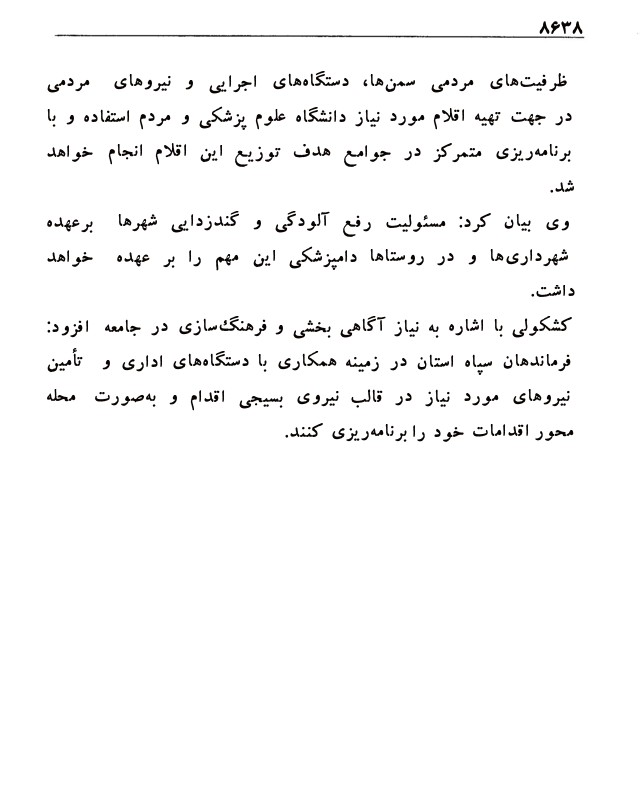 ۸۶۳۸
ظرفیت‌های مردمی سمن‌ها، دستگاه‌های اجرایی و نیروهای مردمی
در جهت تهیه اقلام مورد نیاز دانشگاه علوم پزشکی و مردم استفاده و با
برنامه‌ریزی متمرکز در جوامع هدف توزیع این اقلام انجام خواهد
شد.
وی بیان کرد: مسئولیت رفع آلودگی و گندزدایی شهرها برعهده
شهرداری‌ها و در روستاها دامپزشکی این مهم را بر عهده خواهد
داشت.
کشکولی با اشاره به نیاز آگاهی بخشی و فرهنگ‌سازی در جامعه افزود:
فرماندهان سپاه استان در زمینه همکاری با دستگاه‌های اداری و تأمین
نیروهای مورد نیاز در قالب نیروی بسیجی اقدام و به‌صورت محله
محور اقدامات خود را برنامه‌ریزی کنند.